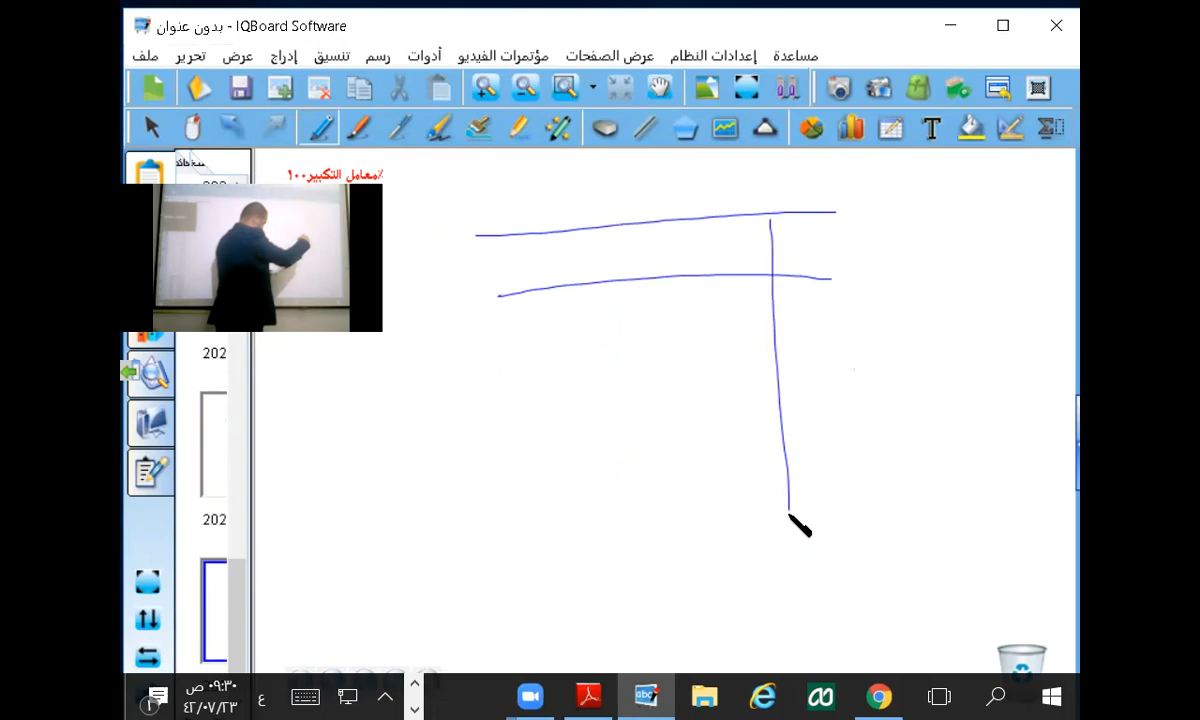 بدون عنوان - IQBoard Software
ملف تحرير عرض إدراج تنسيق رسم أدوات مؤتمرات الفيديو عرض الصفحات إعدادات النظام مساعدة
معامل التكبير١٠٠٪
202
202
٠٩:٣٠ ص
٤٢/٠٧/٢٣
ع